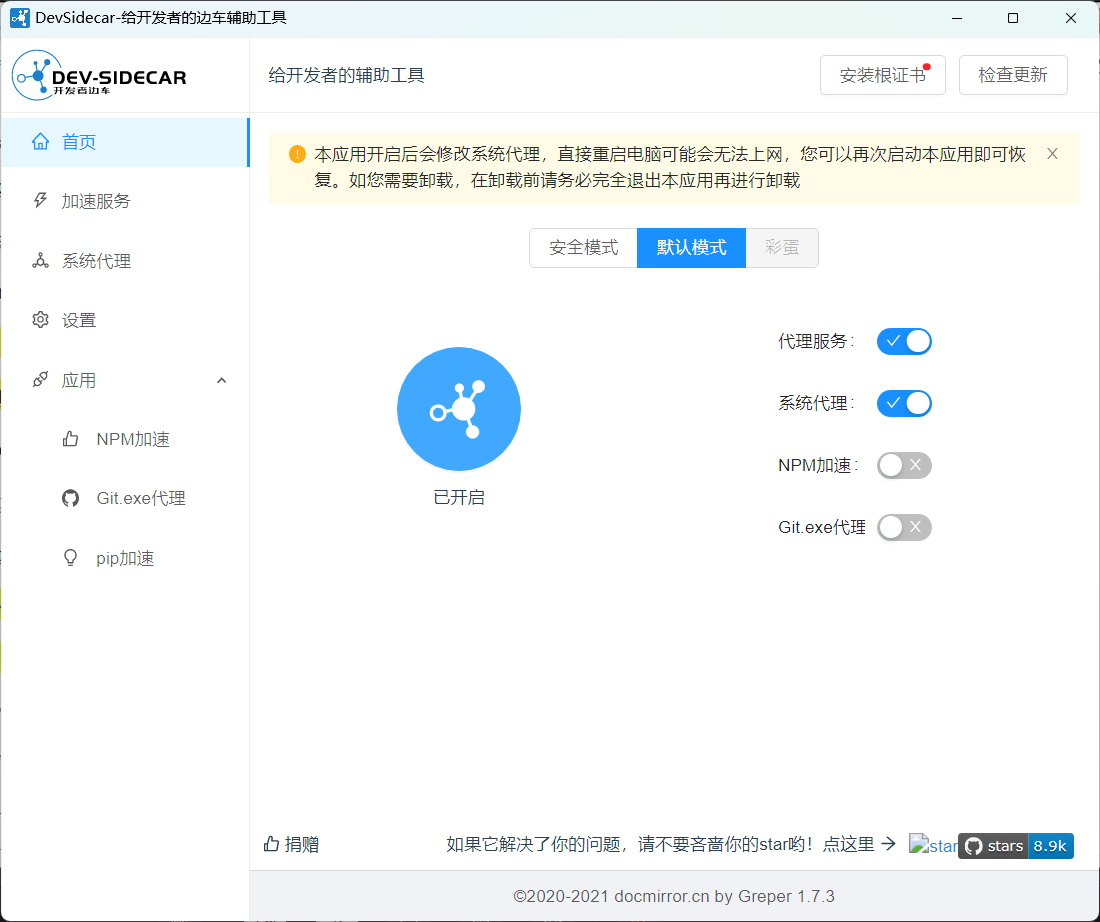 DevSidecar-给开发者的边车辅助工具
DEV-SIDECAR
开发者边车
给开发者的辅助工具
安装根证书
检查更新
首页
加速服务
系统代理
设置
应用
NPM加速
Git.exe代理
pip加速
本应用开启后会修改系统代理，直接重启电脑可能会无法上网，您可以再次启动本应用即可恢
复。如您需要卸载，在卸载前请务必完全退出本应用再进行卸载
安全模式
默认模式
彩蛋
已开启
代理服务：
系统代理：
NPM加速：
Git.exe代理
捐赠
如果它解决了你的问题，请不要吝啬你的star哟！点这里
star
stars 8.9k
©2020-2021 docmirror.cn by Greper 1.7.3